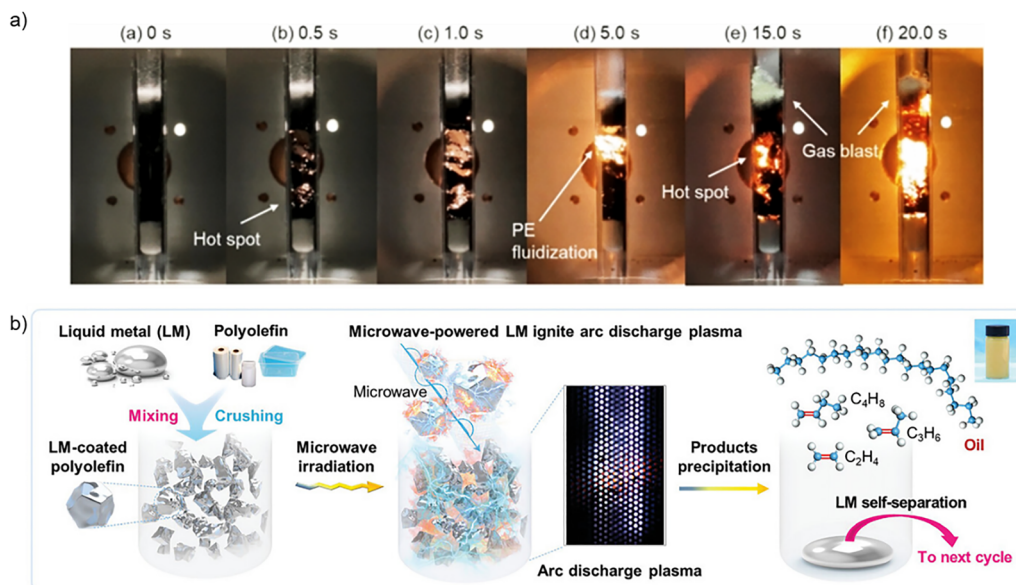 a)
(a) 0 s
(b) 0.5 s
(c) 1.0 s
(d) 5.0 s
(e) 15.0 s
(f) 20.0 s
Hot spot
PE
fluidization
Hot spot
Gas blast
b)
Liquid metal (LM)
Polyolefin
Mixing
Crushing
LM-coated
polyolefin
Microwave
irradiation
Microwave-powered LM ignite arc discharge plasma
Microwave
Arc discharge plasma
Products
precipitation
C₄H₈
C₃H₆
C₂H₄
Oil
LM self-separation
To next cycle